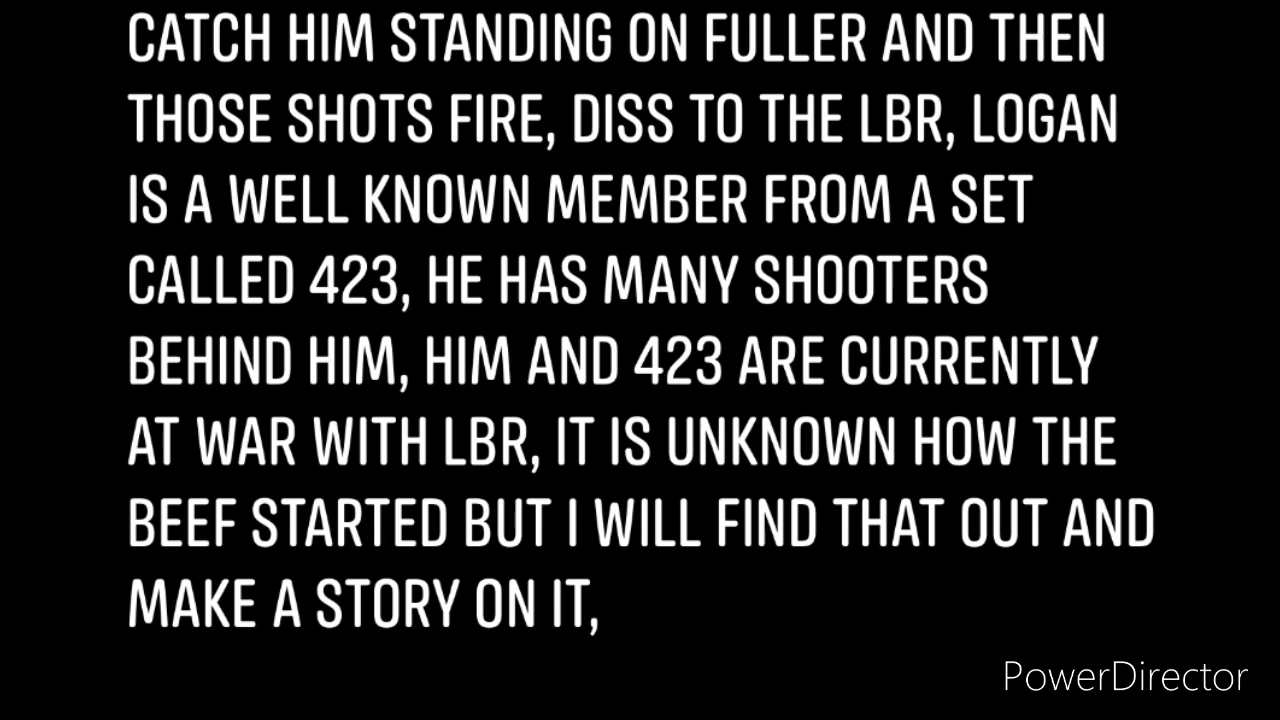 CATCH HIM STANDING ON FULLER AND THEN
THOSE SHOTS FIRE, DISS TO THE LBR, LOGAN
IS A WELL KNOWN MEMBER FROM A SET
CALLED 423, HE HAS MANY SHOOTERS
BEHIND HIM, HIM AND 423 ARE CURRENTLY
AT WAR WITH LBR, IT IS UNKNOWN HOW THE
BEEF STARTED BUT I WILL FIND THAT OUT AND
MAKE A STORY ON IT,
PowerDirector